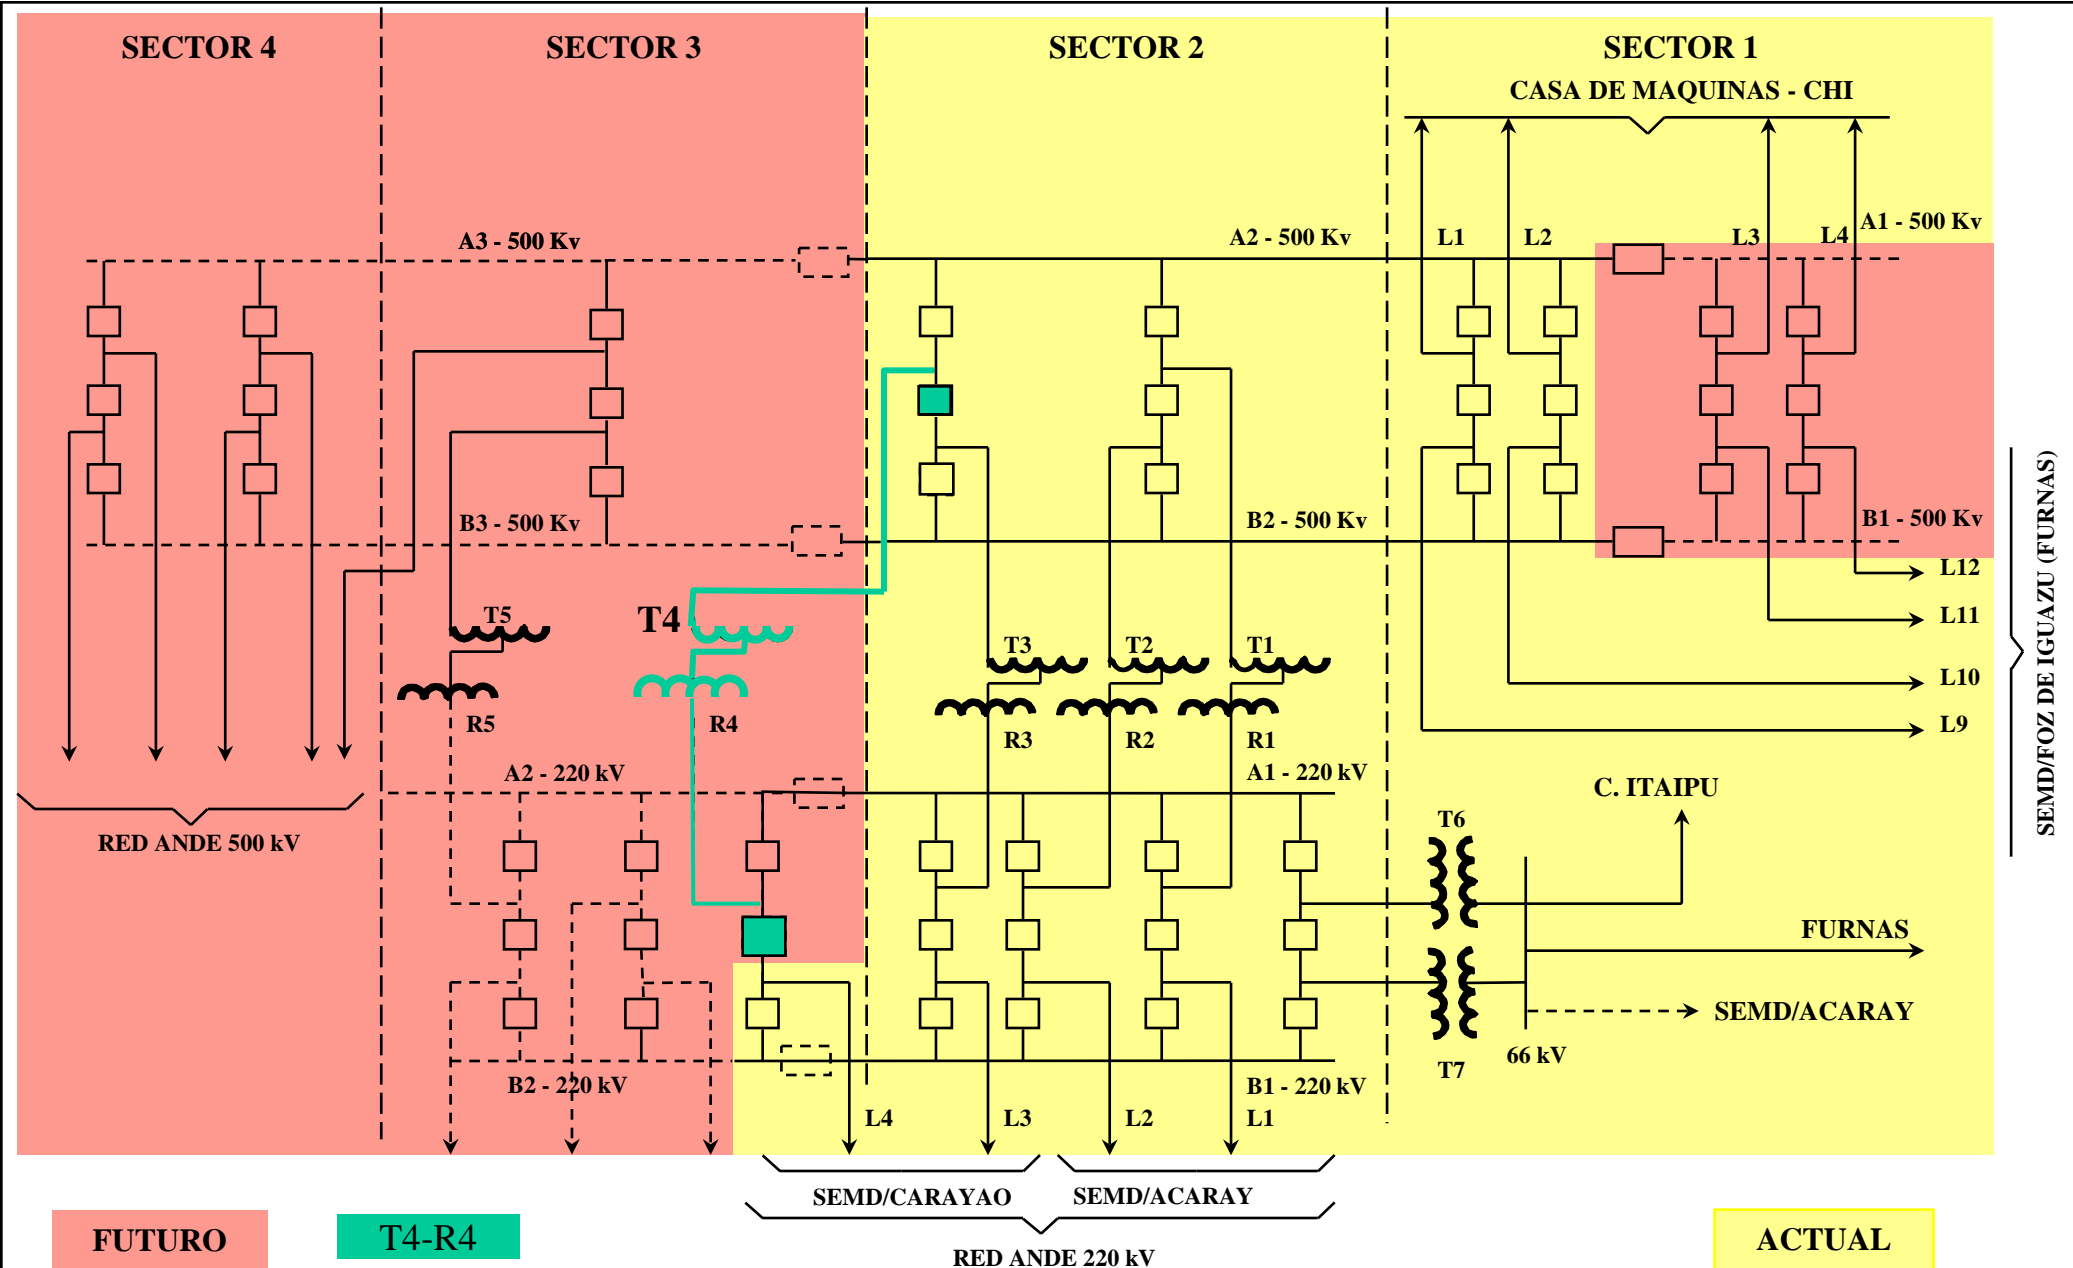 SECTOR 4
SECTOR 3
SECTOR 2
SECTOR 1
CASA DE MAQUINAS - CHI
A3 - 500 Kv
A2 - 500 Kv
L1
L2
L3
L4
A1 - 500 Kv
B3 - 500 Kv
B2 - 500 Kv
B1 - 500 Kv
L12
L11
L10
L9
SEMD/FOZ DE IGUAZU (FURNAS)
T5
T4
T3
T2
T1
R5
R4
R3
R2
R1
A2 - 220 kV
A1 - 220 kV
C. ITAIPU
RED ANDE 500 kV
T6
FURNAS
SEMD/ACARAY
T7
66 kV
B2 - 220 kV
B1 - 220 kV
L4
L3
L2
L1
SEMD/CARAYAO
SEMD/ACARAY
RED ANDE 220 kV
FUTURO
T4-R4
ACTUAL